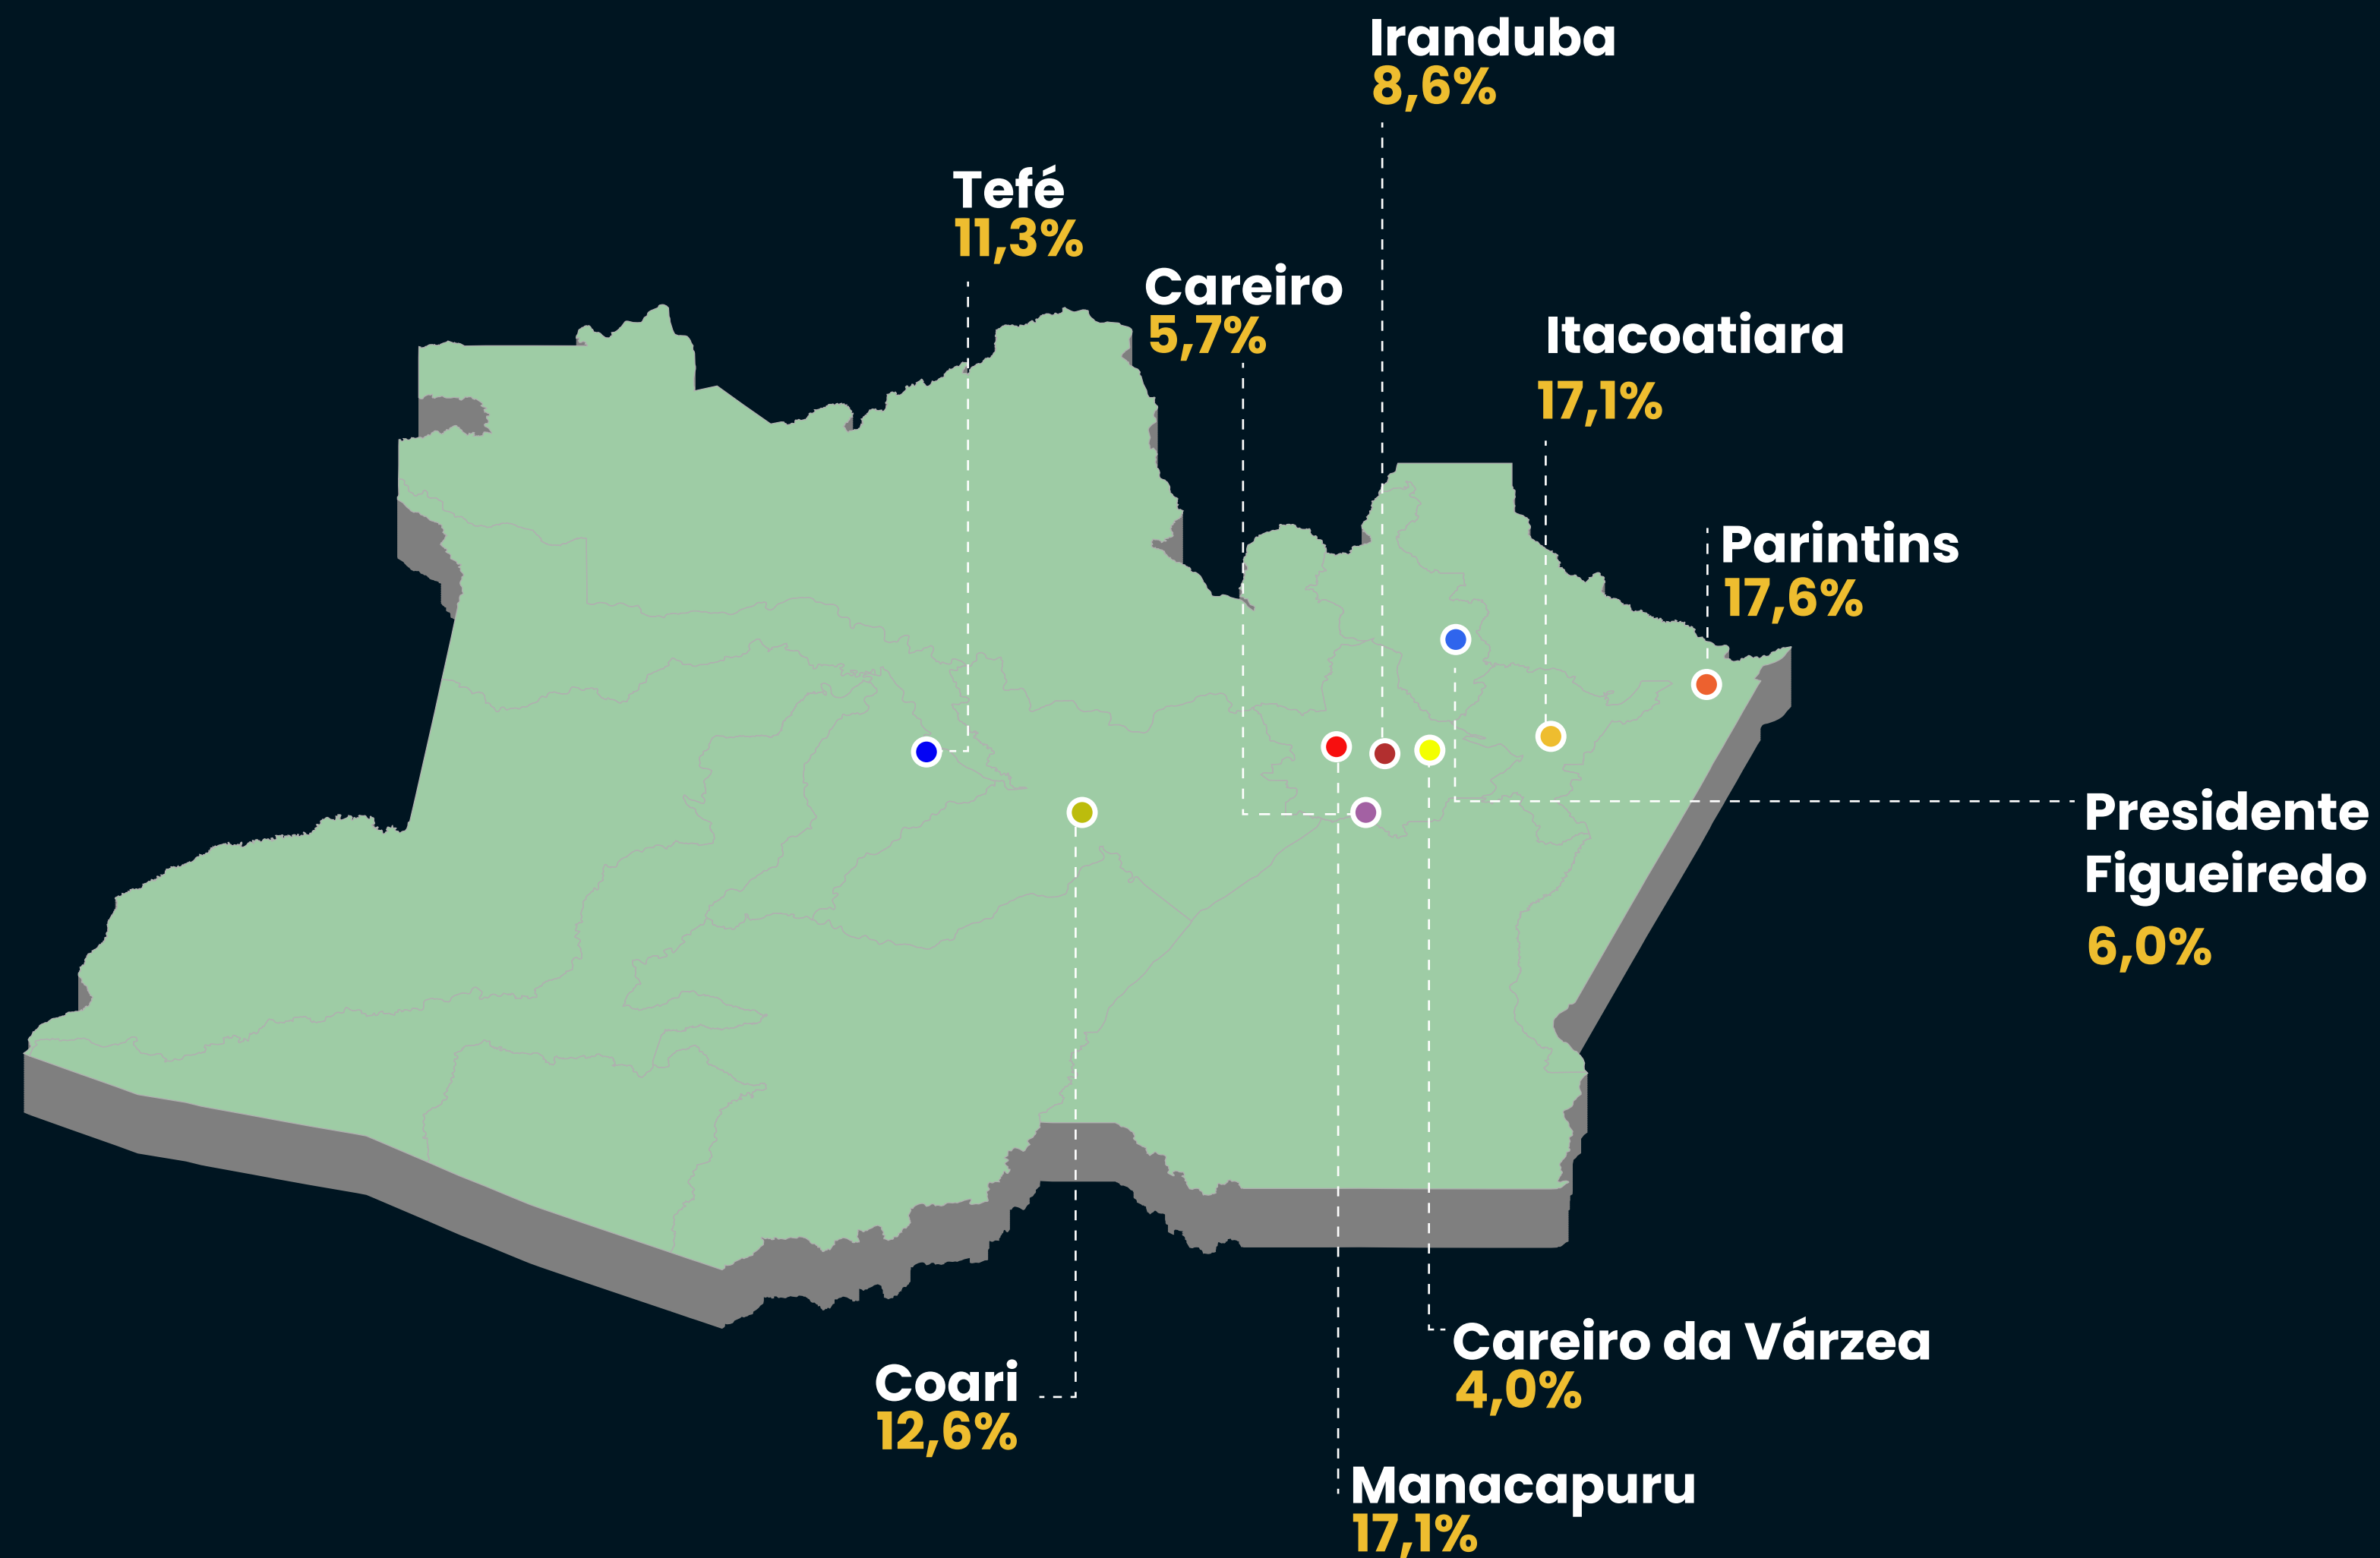 Iranduba
8,6%
Tefé
11,3%
Careiro
5,7%
Itacoatiara
17,1%
Parintins
17,6%
Presidente
Figueiredo
6,0%
Careiro da Várzea
4,0%
Coari
12,6%
Manacapuru
17,1%